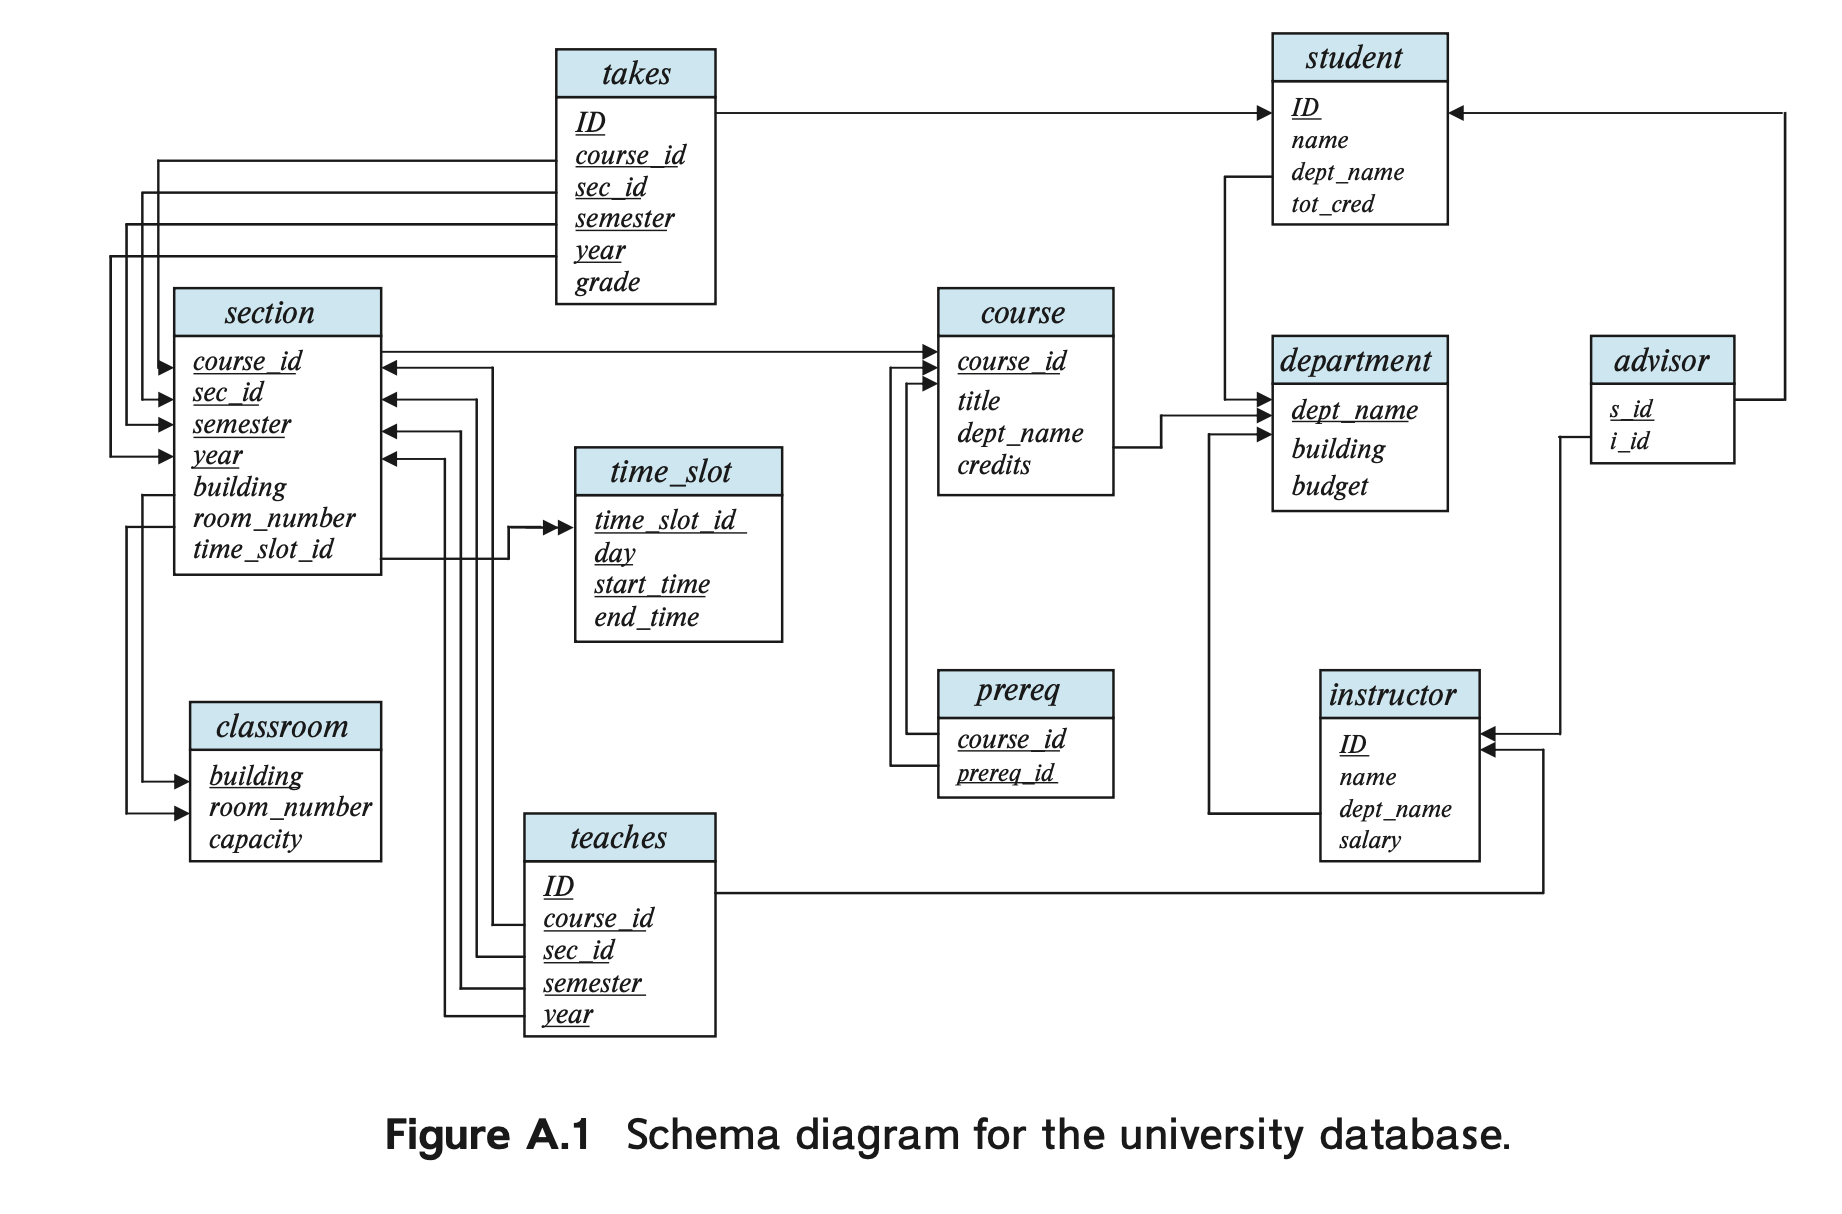 takes
ID
course_id
sec_id
semester
year
grade
student
ID
name
dept_name
tot_cred
section
course_id
sec_id
semester
year
building
room_number
time_slot_id
course
course_id
title
dept_name
credits
department
dept_name
building
budget
advisor
s_id
i_id
time_slot
time_slot_id
day
start_time
end_time
prereq
course_id
prereq_id
instructor
ID
name
dept_name
salary
classroom
building
room_number
capacity
teaches
ID
course_id
sec_id
semester
year
Figure A.1 Schema diagram for the university database.